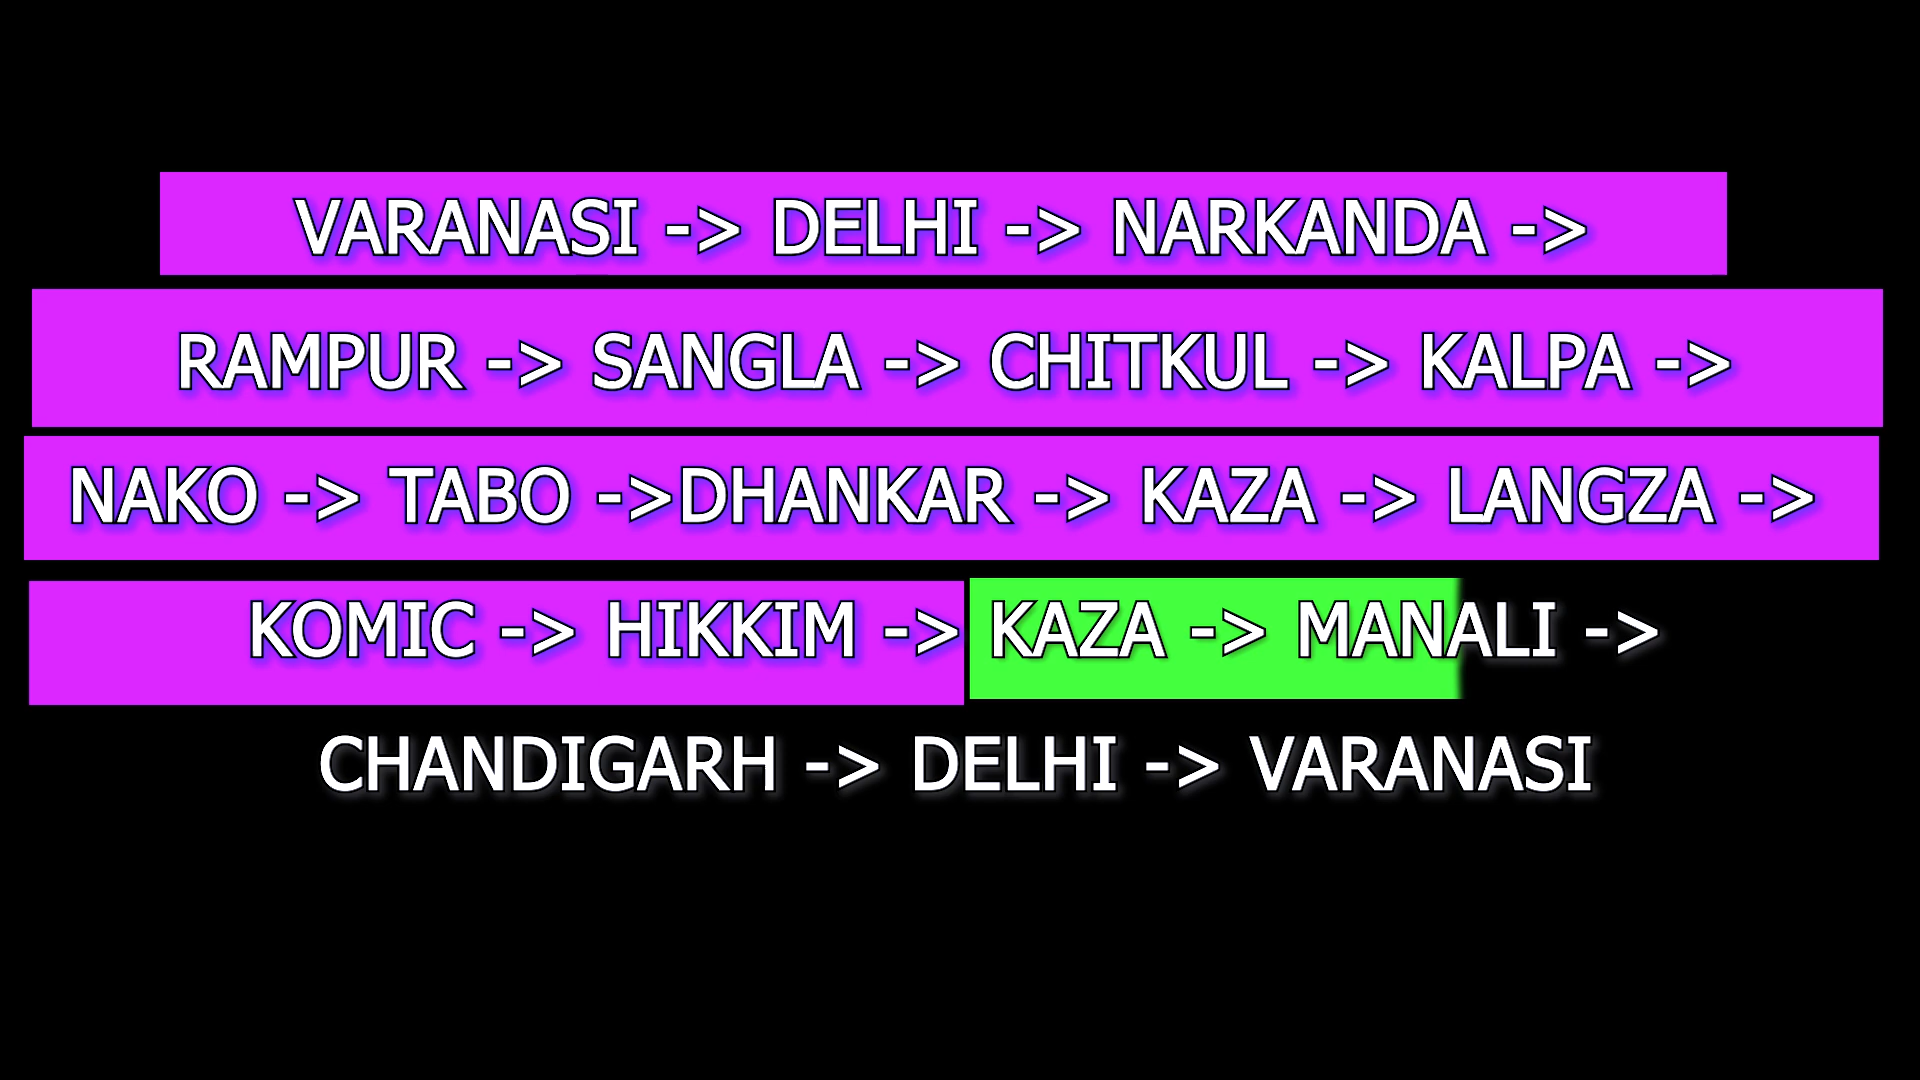 VARANASI -> DELHI -> NARKANDA ->
RAMPUR -> SANGLA -> CHITKUL -> KALPA ->
NAKO -> TABO ->DHANKAR -> KAZA -> LANGZA ->
KOMIC -> HIKKIM -> KAZA -> MANALI ->
CHANDIGARH -> DELHI -> VARANASI